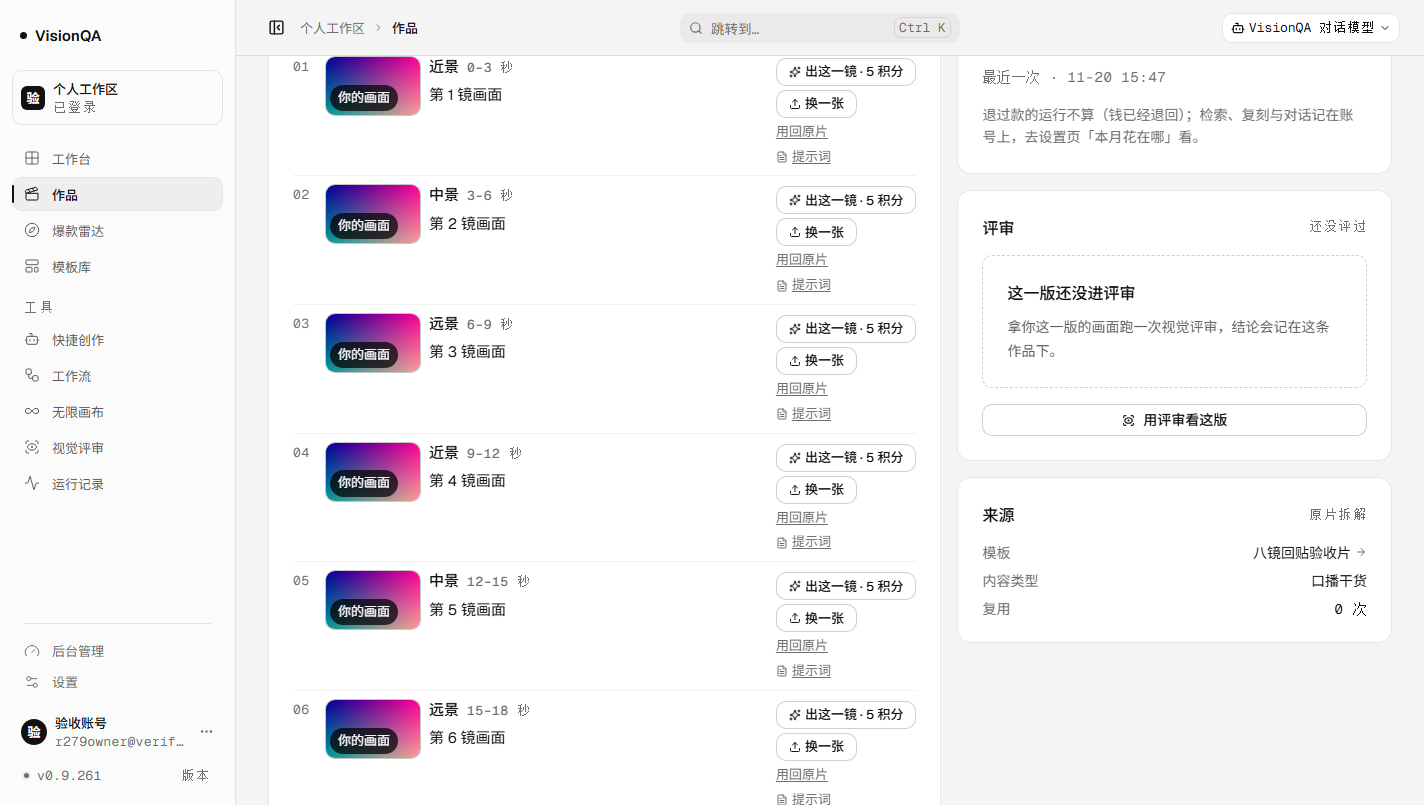 VisionQA
验
个人工作区
已登录
工作台
作品
爆款雷达
模板库
工具
快捷创作
工作流
无限画布
视觉评审
运行记录
后台管理
设置
验
验收账号
r279owner@verif…
v0.9.261
版本
个人工作区 > 作品
跳转到… Ctrl K
VisionQA 对话模型
01
你的画面
近景 0-3 秒
第 1 镜画面
出这一镜 · 5 积分
换一张
用回原片
提示词
02
你的画面
中景 3-6 秒
第 2 镜画面
出这一镜 · 5 积分
换一张
用回原片
提示词
03
你的画面
远景 6-9 秒
第 3 镜画面
出这一镜 · 5 积分
换一张
用回原片
提示词
04
你的画面
近景 9-12 秒
第 4 镜画面
出这一镜 · 5 积分
换一张
用回原片
提示词
05
你的画面
中景 12-15 秒
第 5 镜画面
出这一镜 · 5 积分
换一张
用回原片
提示词
06
你的画面
远景 15-18 秒
第 6 镜画面
出这一镜 · 5 积分
换一张
用回原片
提示词
最近一次 · 11-20 15:47
退过款的运行不算（钱已经退回）；检索、复刻与对话记在账
号上，去设置页「本月花在哪」看。
评审 还没评过
这一版还没进评审
拿你这一版的画面跑一次视觉评审，结论会记在这条
作品下。
用评审看这版
来源 原片拆解
模板 八镜回贴验收片 →
内容类型 口播干货
复用 0 次